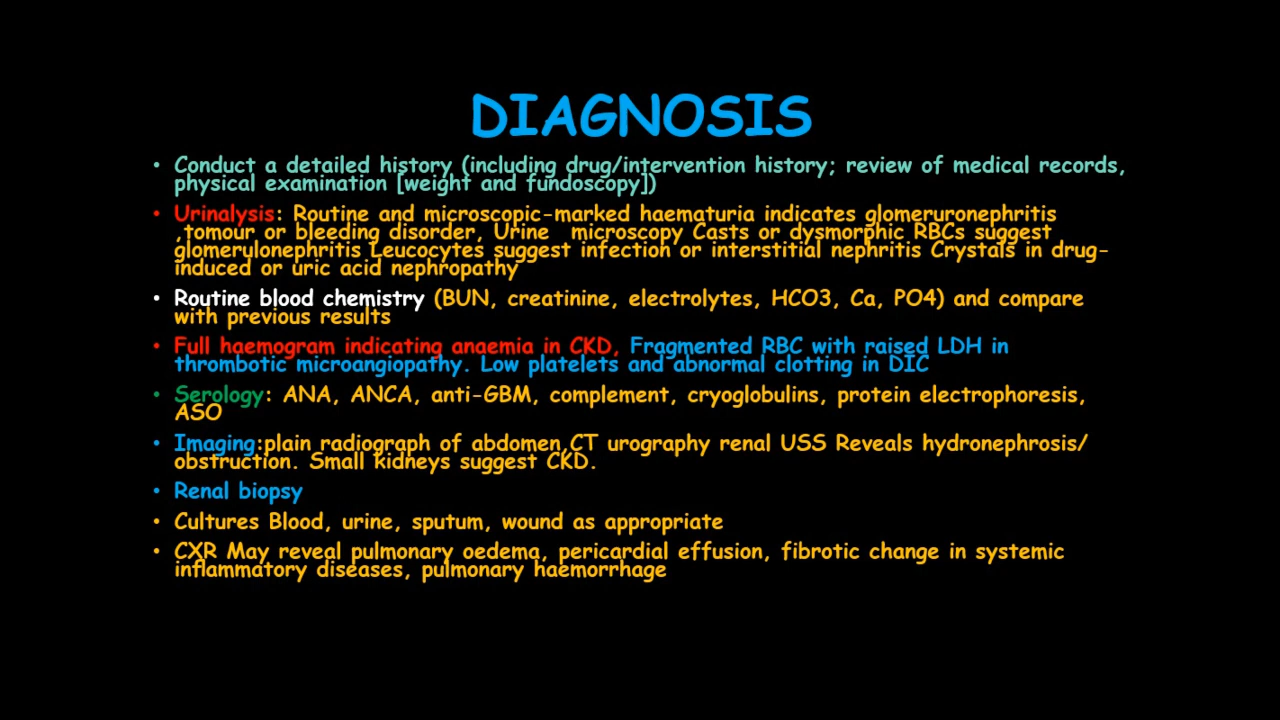 DIAGNOSIS
• Conduct a detailed history (including drug/intervention history; review of medical records,
physical examination [weight and fundoscopy])
• Urinalysis: Routine and microscopic-marked haematuria indicates glomeruronephritis
,tomour or bleeding disorder, Urine microscopy Casts or dysmorphic RBCs suggest
glomerulonephritis Leucocytes suggest infection or interstitial nephritis Crystals in drug-
induced or uric acid nephropathy
• Routine blood chemistry (BUN, creatinine, electrolytes, HCO3, Ca, PO4) and compare
with previous results
• Full haemogram indicating anaemia in CKD, Fragmented RBC with raised LDH in
thrombotic microangiopathy. Low platelets and abnormal clotting in DIC
• Serology: ANA, ANCA, anti-GBM, complement, cryoglobulins, protein electrophoresis,
ASO
• Imaging:plain radiograph of abdomen,CT urography renal USS Reveals hydronephrosis/
obstruction. Small kidneys suggest CKD.
• Renal biopsy
• Cultures Blood, urine, sputum, wound as appropriate
• CXR May reveal pulmonary oedema, pericardial effusion, fibrotic change in systemic
inflammatory diseases, pulmonary haemorrhage